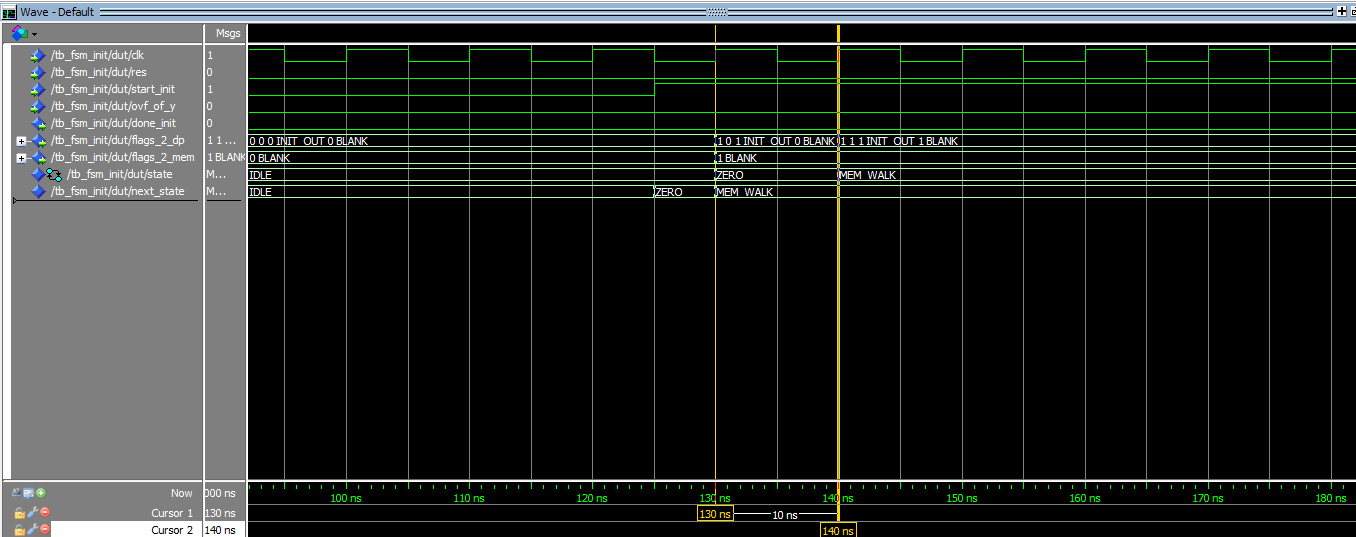 Wave - Default
Msgs
/tb_fsm_init/dut/clk 1
/tb_fsm_init/dut/res 0
/tb_fsm_init/dut/start_init 1
/tb_fsm_init/dut/ovf_of_y 0
/tb_fsm_init/dut/done_init 0
/tb_fsm_init/dut/flags_2_dp 1 1 ... 0 0 0 INIT_OUT 0 BLANK 1 0 1 INIT_OUT 0 BLANK 1 1 1 INIT_OUT 1 BLANK
/tb_fsm_init/dut/flags_2_mem 1 BLANK 0 BLANK 1 BLANK
/tb_fsm_init/dut/state M... IDLE ZERO MEM_WALK
/tb_fsm_init/dut/next_state M... IDLE ZERO MEM_WALK
Now 000 ns 100 ns 110 ns 120 ns 130 ns 140 ns 150 ns 160 ns 170 ns 180 ns
Cursor 1 130 ns 130 ns 10 ns
Cursor 2 140 ns 140 ns